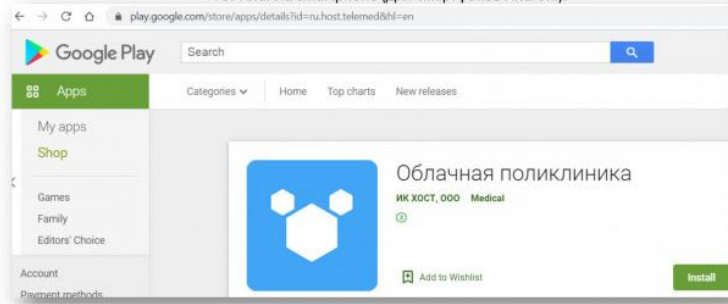 play.google.com/store/apps/details?id=ru.host.telemed&hl=en
Google Play
Search
Apps
Categories
Home
Top charts
New releases
My apps
Shop
Games
Family
Editors' Choice
Account
Payment methods
Облачная поликлиника
ИК ХОСТ, ООО Medical
3
Add to Wishlist
Install